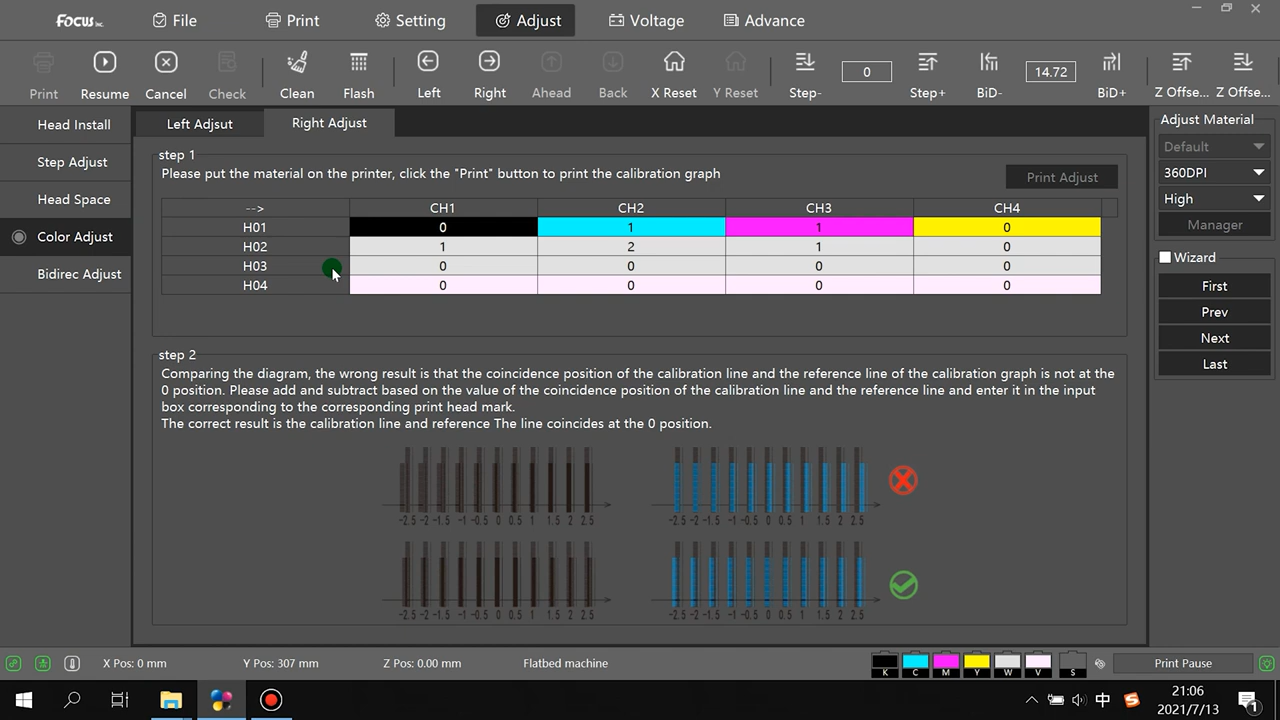 Focus Inc. File Print Setting Adjust Voltage Advance
Print Resume Cancel Check Clean Flash Left Right Ahead Back X Reset Y Reset Step- 0 Step+ BiD- 14.72 BiD+ Z Offse... Z Offse...
Head Install
Step Adjust
Head Space
Color Adjust
Bidirec Adjust
Left Adjsut Right Adjust
step 1
Please put the material on the printer, click the "Print" button to print the calibration graph
Print Adjust
--> CH1 CH2 CH3 CH4
H01 0 1 1 0
H02 1 2 1 0
H03 0 0 0 0
H04 0 0 0 0
step 2
Comparing the diagram, the wrong result is that the coincidence position of the calibration line and the reference line of the calibration graph is not at the
0 position. Please add and subtract based on the value of the coincidence position of the calibration line and the reference line and enter it in the input
box corresponding to the corresponding print head mark.
The correct result is the calibration line and reference The line coincides at the 0 position.
-2.5 -2 -1.5 -1 -0.5 0 0.5 1 1.5 2 2.5
-2.5 -2 -1.5 -1 -0.5 0 0.5 1 1.5 2 2.5
-2.5 -2 -1.5 -1 -0.5 0 0.5 1 1.5 2 2.5
-2.5 -2 -1.5 -1 -0.5 0 0.5 1 1.5 2 2.5
Adjust Material
Default
360DPI
High
Manager
Wizard
First
Prev
Next
Last
X Pos: 0 mm Y Pos: 307 mm Z Pos: 0.00 mm Flatbed machine
K C M Y W V S
Print Pause
中
S
21:06
2021/7/13
1